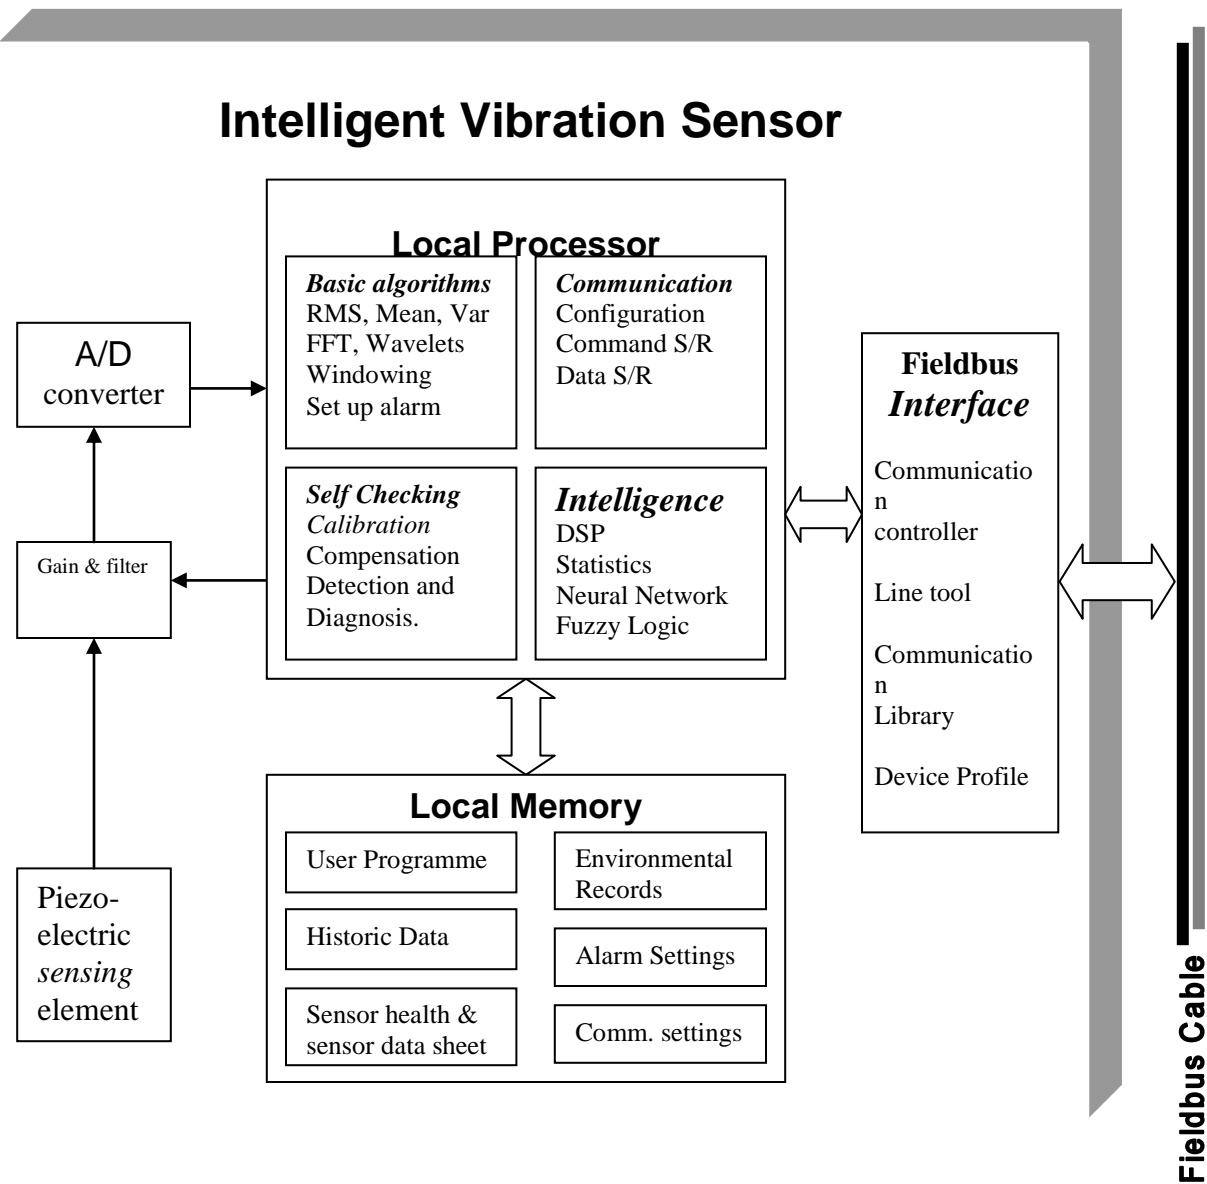 Intelligent Vibration Sensor
Local Processor
Basic algorithms
RMS, Mean, Var
FFT, Wavelets
Windowing
Set up alarm
Communication
Configuration
Command S/R
Data S/R
A/D
converter
Self Checking
Calibration
Compensation
Detection and
Diagnosis.
Intelligence
DSP
Statistics
Neural Network
Fuzzy Logic
Gain & filter
Fieldbus
Interface
Communicatio
n
controller
Line tool
Communicatio
n
Library
Device Profile
Local Memory
User Programme
Historic Data
Sensor health &
sensor data sheet
Environmental
Records
Alarm Settings
Comm. settings
Piezo-
electric
sensing
element
Fieldbus Cable